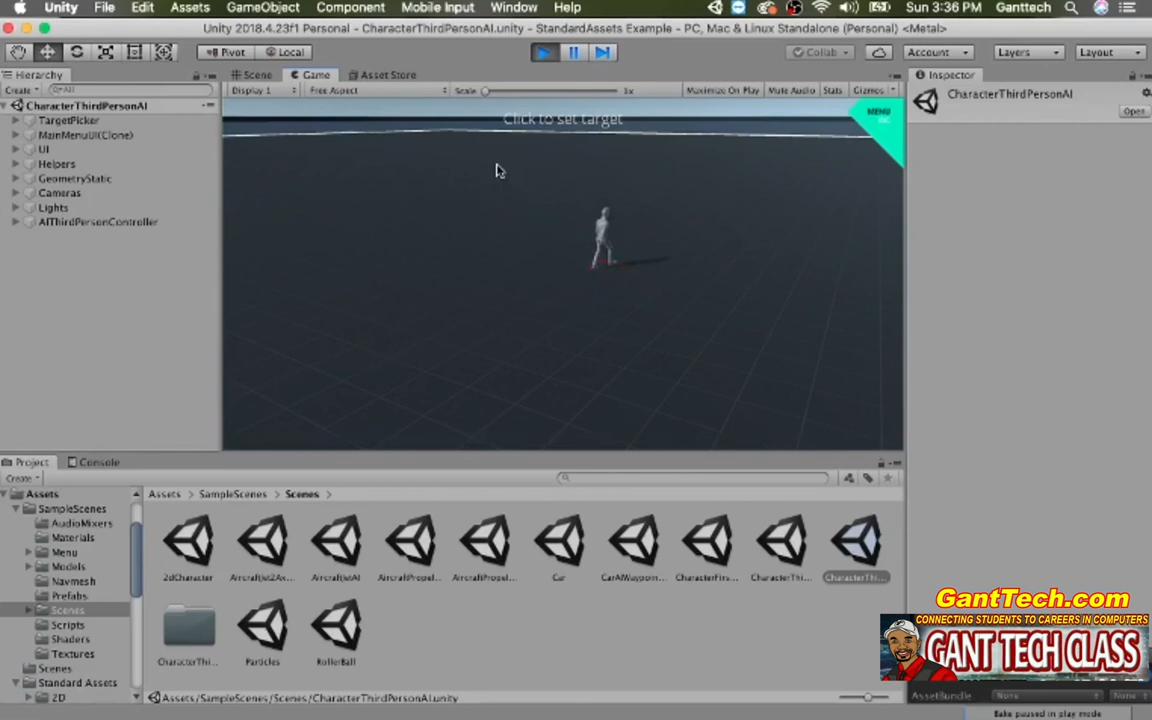 Unity File Edit Assets GameObject Component Mobile Input Window Help Sun 3:36 PM Ganttech
Unity 2018.4.23f1 Personal - CharacterThirdPersonAI.unity - StandardAssets Example - PC, Mac & Linux Standalone (Personal) <Metal>
Pivot Local Collab Account Layers Layout
Hierarchy Scene Game Asset Store Inspector
Create All Display 1 Free Aspect Scale 1x Maximize On Play Mute Audio Stats Gizmos
CharacterThirdPersonAI
CharacterThirdPersonAI
Open
TargetPicker
MainMenuUI(Clone)
UI
Helpers
GeometryStatic
Cameras
Lights
AIThirdPersonController
Click to set target
MENU
Project Console
Create
Assets > SampleScenes > Scenes >
Assets
SampleScenes
AudioMixers
Materials
Menu
Models
Navmesh
Prefabs
Scenes
Scripts
Shaders
Textures
Scenes
Standard Assets
2D
2dCharacter AircraftJet2Ax... AircraftJetAI AircraftPropel... AircraftPropel... Car CarAIWaypoin... CharacterFirs... CharacterThi... CharacterThi...
CharacterThi... Particles RollerBall
Assets/SampleScenes/Scenes/CharacterThirdPersonAI.unity
GantTech.com
CONNECTING STUDENTS TO CAREERS IN COMPUTERS
GANT TECH CLASS
AssetBundle None None
Bake paused in play mode